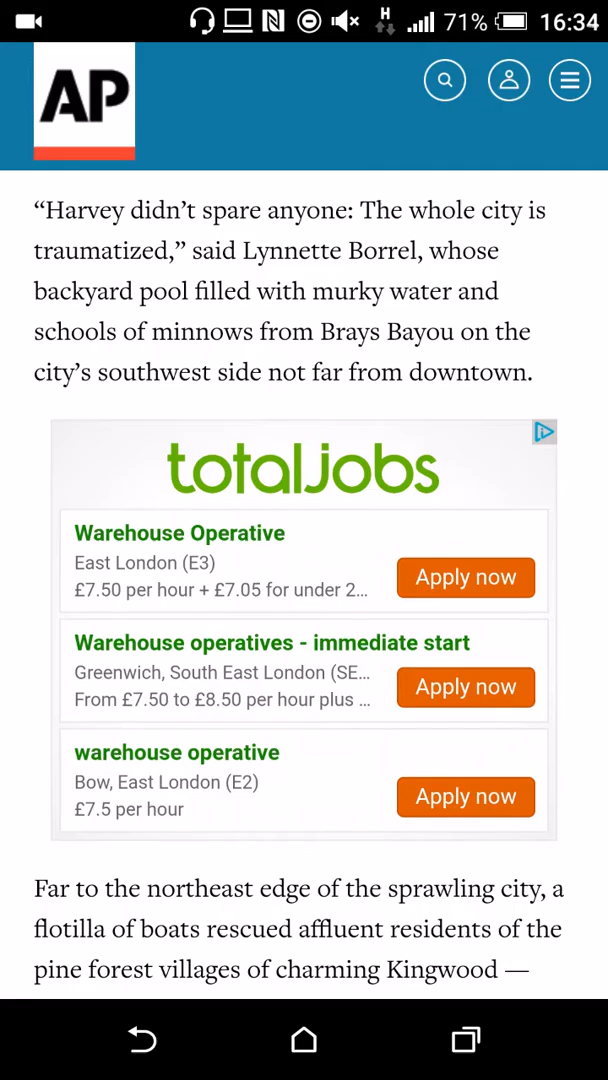 H
71%
16:34
AP
“Harvey didn’t spare anyone: The whole city is
traumatized,” said Lynnette Borrel, whose
backyard pool filled with murky water and
schools of minnows from Brays Bayou on the
city’s southwest side not far from downtown.
totaljobs
Warehouse Operative
East London (E3)
£7.50 per hour + £7.05 for under 2...
Apply now
Warehouse operatives - immediate start
Greenwich, South East London (SE...
From £7.50 to £8.50 per hour plus ...
Apply now
warehouse operative
Bow, East London (E2)
£7.5 per hour
Apply now
Far to the northeast edge of the sprawling city, a
flotilla of boats rescued affluent residents of the
pine forest villages of charming Kingwood —